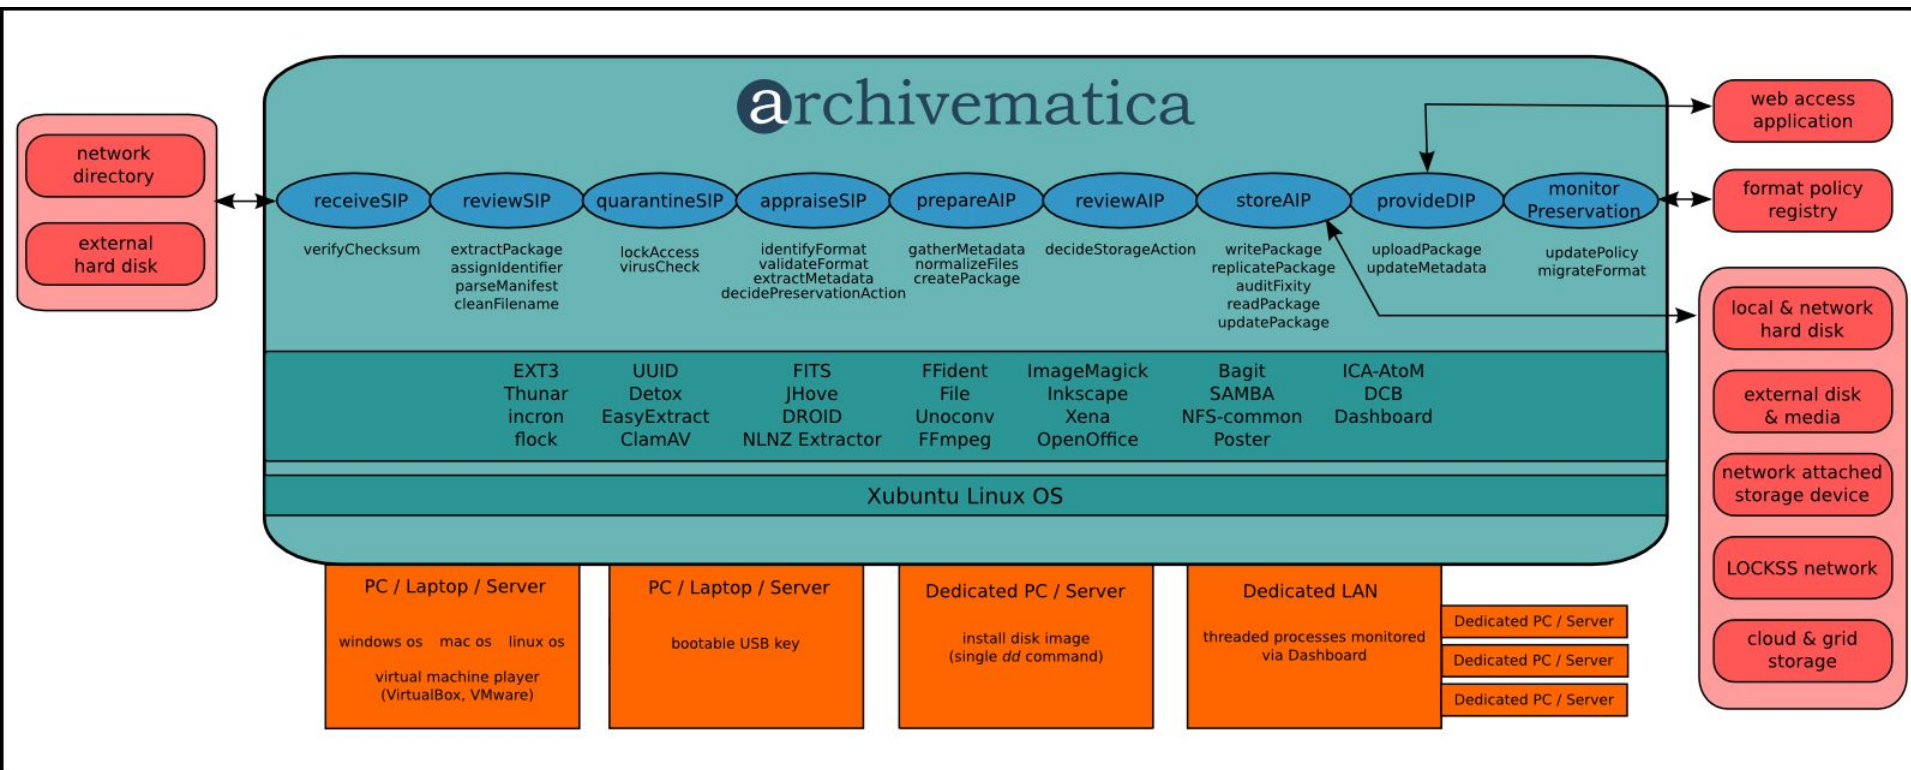 archivematica
network
directory
external
hard disk
receiveSIP
verifyChecksum
reviewSIP
extractPackage
assignIdentifier
parseManifest
cleanFilename
quarantineSIP
lockAccess
virusCheck
appraiseSIP
identifyFormat
validateFormat
extractMetadata
decidePreservationAction
prepareAIP
gatherMetadata
normalizeFiles
createPackage
reviewAIP
decideStorageAction
storeAIP
writePackage
replicatePackage
auditFixity
readPackage
updatePackage
provideDIP
uploadPackage
updateMetadata
monitor
Preservation
updatePolicy
migrateFormat
web access
application
format policy
registry
local & network
hard disk
external disk
& media
network attached
storage device
LOCKSS network
cloud & grid
storage
EXT3
Thunar
incron
flock
UUID
Detox
EasyExtract
ClamAV
FITS
JHove
DROID
NLNZ Extractor
FFident
File
Unoconv
FFmpeg
ImageMagick
Inkscape
Xena
OpenOffice
Bagit
SAMBA
NFS-common
Poster
ICA-AtoM
DCB
Dashboard
Xubuntu Linux OS
PC / Laptop / Server
windows os mac os linux os
virtual machine player
(VirtualBox, VMware)
PC / Laptop / Server
bootable USB key
Dedicated PC / Server
install disk image
(single dd command)
Dedicated LAN
threaded processes monitored
via Dashboard
Dedicated PC / Server
Dedicated PC / Server
Dedicated PC / Server